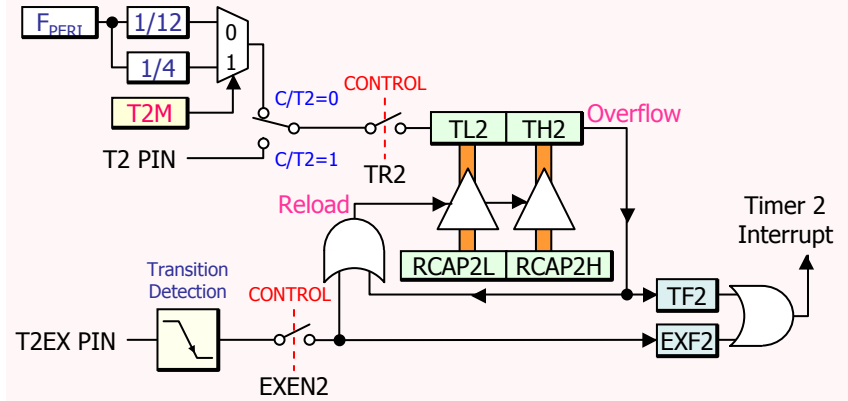 FPERI
1/12
0
1/4
1
T2M
C/T2=0
CONTROL
TL2
TH2
Overflow
T2 PIN
C/T2=1
TR2
Reload
Timer 2
Interrupt
RCAP2L
RCAP2H
Transition
Detection
CONTROL
TF2
T2EX PIN
EXF2
EXEN2